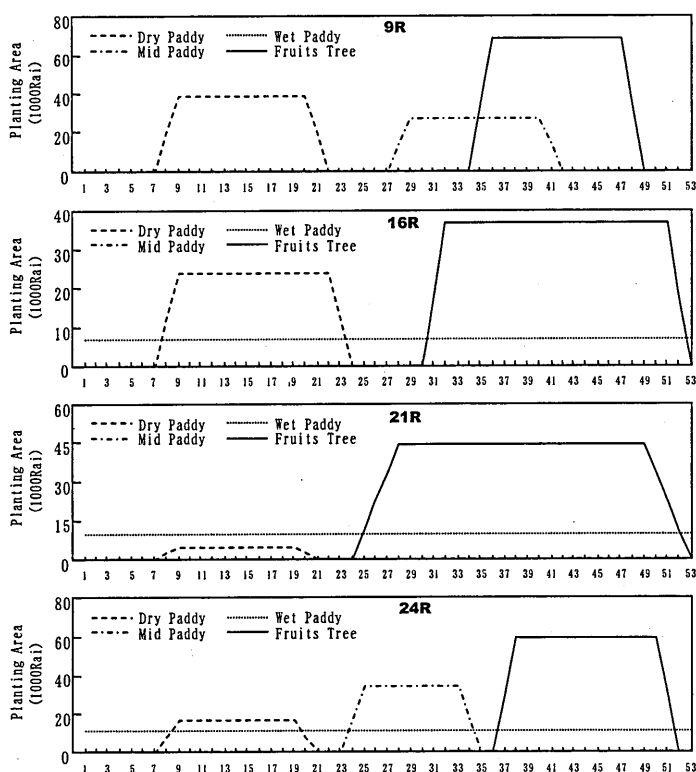 9R
80
60
40
20
0
Planting Area
(1000Rai)
Dry Paddy Wet Paddy
Mid Paddy Fruits Tree
1 3 5 7 9 11 13 15 17 19 21 23 25 27 29 31 33 35 37 39 41 43 45 47 49 51 53
16R
40
30
20
10
0
Planting Area
(1000Rai)
Dry Paddy Wet Paddy
Mid Paddy Fruits Tree
1 3 5 7 9 11 13 15 17 19 21 23 25 27 29 31 33 35 37 39 41 43 45 47 49 51 53
21R
60
45
30
15
0
Planting Area
(1000Rai)
Dry Paddy Wet Paddy
Mid Paddy Fruits Tree
1 3 5 7 9 11 13 15 17 19 21 23 25 27 29 31 33 35 37 39 41 43 45 47 49 51 53
24R
80
60
40
20
0
Planting Area
(1000Rai)
Dry Paddy Wet Paddy
Mid Paddy Fruits Tree
1 3 5 7 9 11 13 15 17 19 21 23 25 27 29 31 33 35 37 39 41 43 45 47 49 51 53